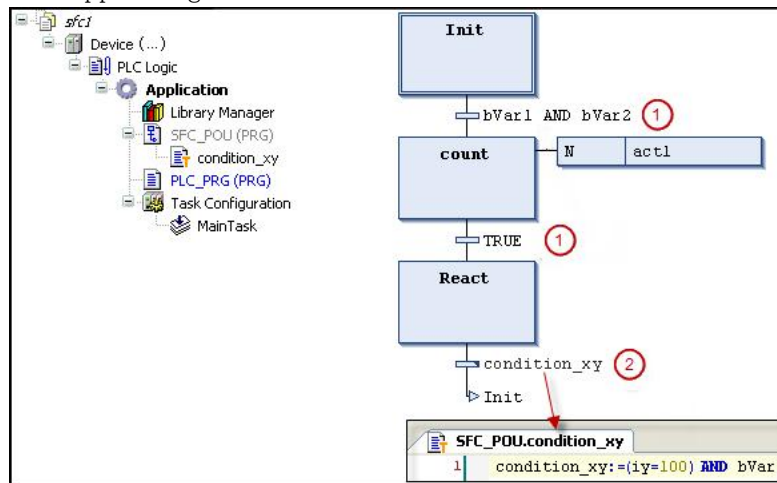 sfc1
Device (...)
PLC Logic
Application
Library Manager
SFC_POU (PRG)
condition_xy
PLC_PRG (PRG)
Task Configuration
MainTask
Init
bVar1 AND bVar2 1
count N act1
TRUE 1
React
condition_xy 2
Init
SFC_POU.condition_xy
1 condition_xy:=(iy=100) AND bVar